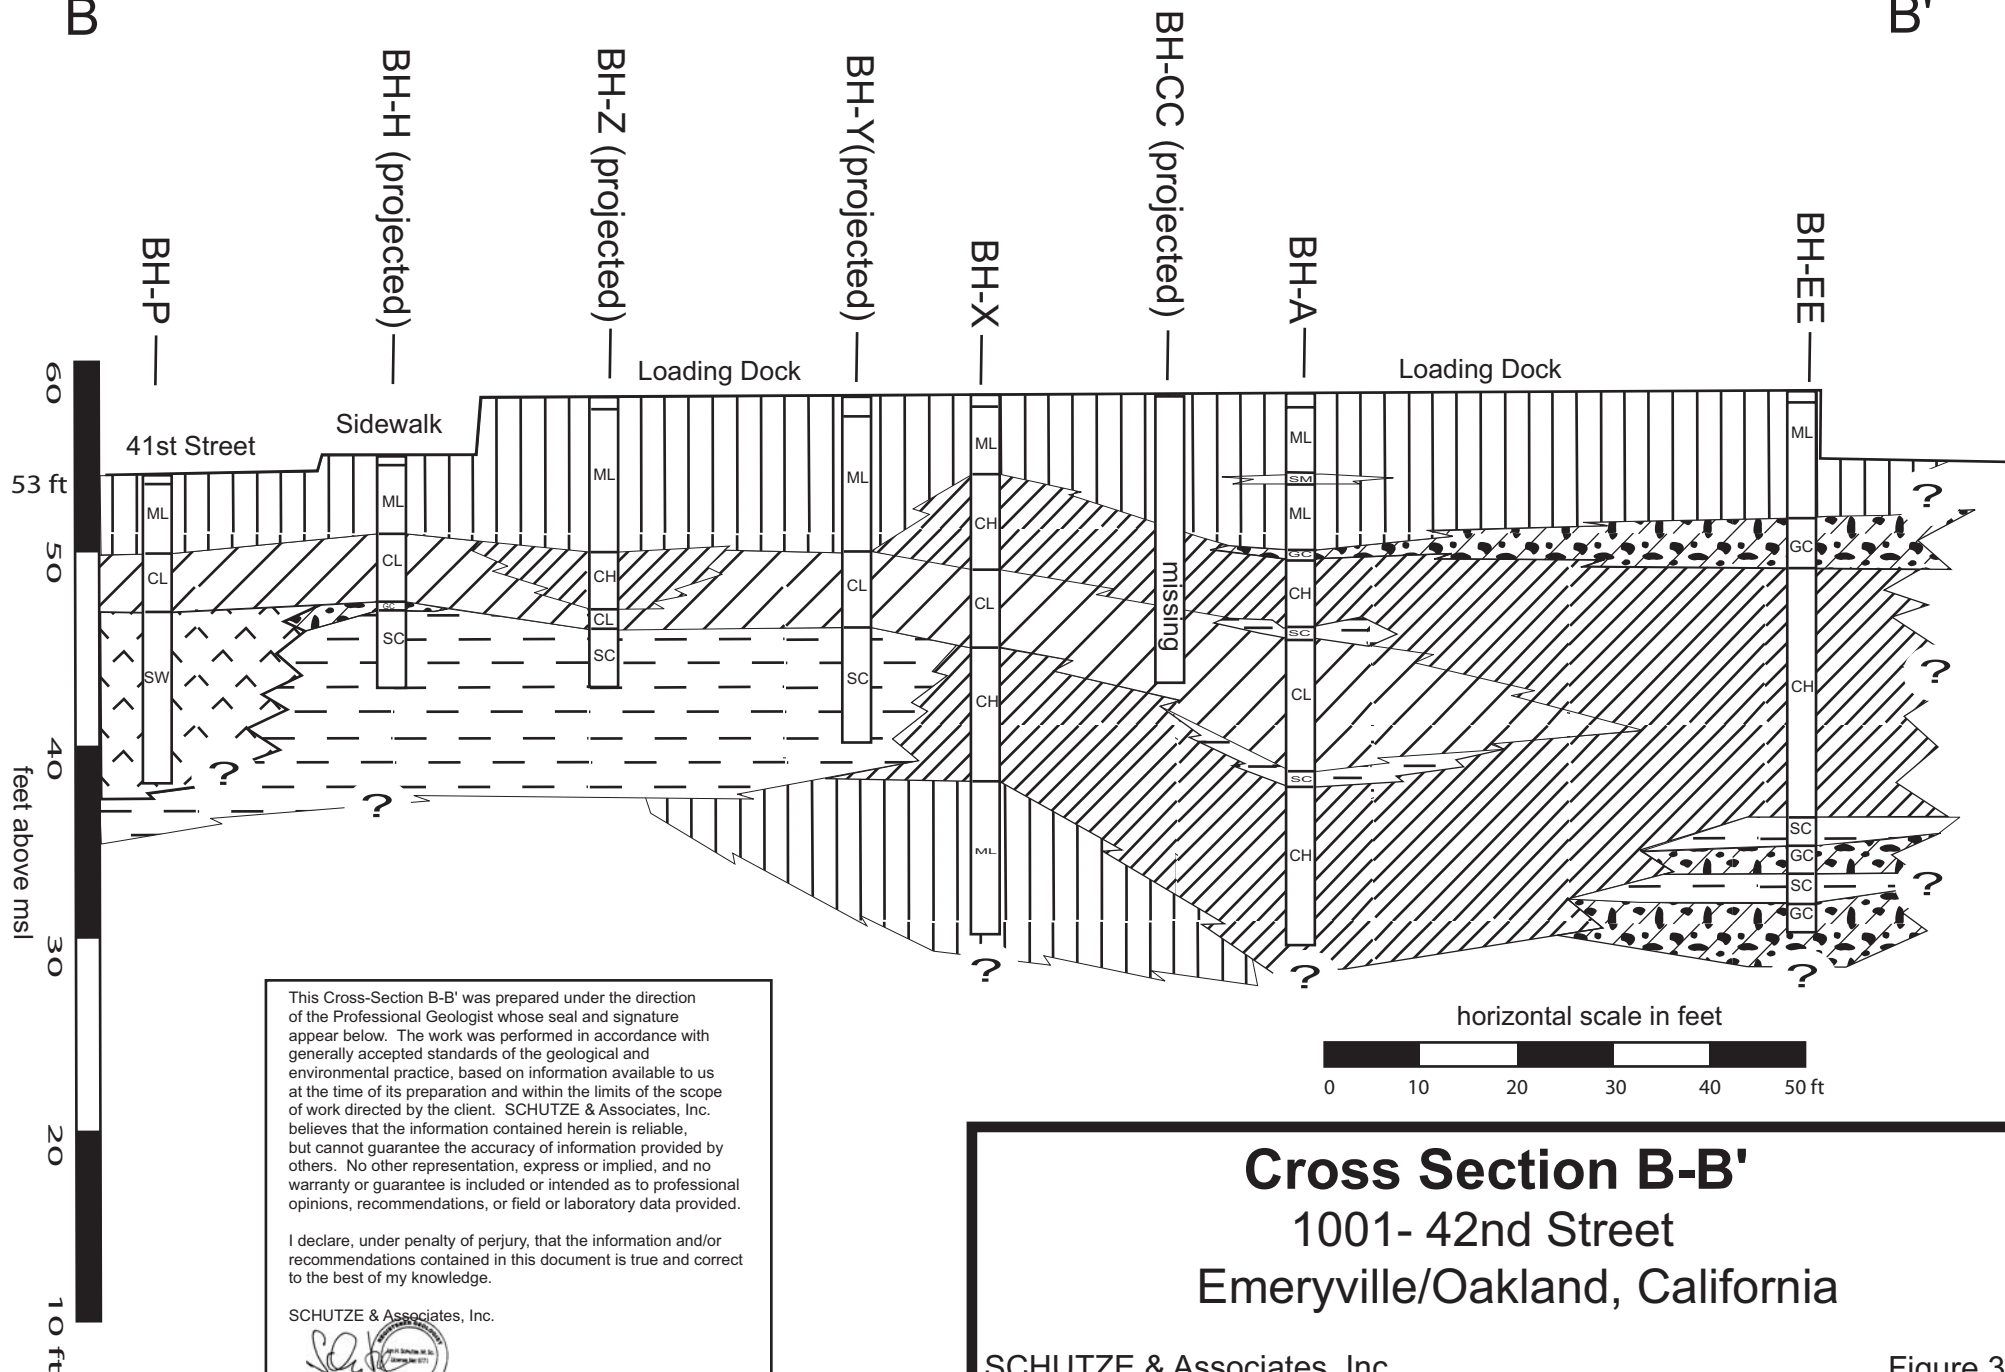 B
B'
BH-P
BH-H (projected)
BH-Z (projected)
BH-Y(projected)
BH-X
BH-CC (projected)
BH-A
BH-EE
Loading Dock
Loading Dock
Sidewalk
41st Street
60
53 ft
50
40
30
20
10 ft
feet above msl
ML
CL
SW
ML
CL
GC
SC
ML
CH
CL
SC
ML
CL
SC
ML
CH
CL
CH
ML
missing
ML
SM
ML
GC
CH
SC
CL
SC
CH
ML
GC
CH
SC
GC
SC
GC
?
?
?
?
?
?
?
?
horizontal scale in feet
0 10 20 30 40 50 ft
This Cross-Section B-B' was prepared under the direction
of the Professional Geologist whose seal and signature
appear below. The work was performed in accordance with
generally accepted standards of the geological and
environmental practice, based on information available to us
at the time of its preparation and within the limits of the scope
of work directed by the client. SCHUTZE & Associates, Inc.
believes that the information contained herein is reliable,
but cannot guarantee the accuracy of information provided by
others. No other representation, express or implied, and no
warranty or guarantee is included or intended as to professional
opinions, recommendations, or field or laboratory data provided.
I declare, under penalty of perjury, that the information and/or
recommendations contained in this document is true and correct
to the best of my knowledge.
SCHUTZE & Associates, Inc.
REGISTERED GEOLOGIST
Cross Section B-B'
1001- 42nd Street
Emeryville/Oakland, California
SCHUTZE & Associates, Inc.
Figure 3